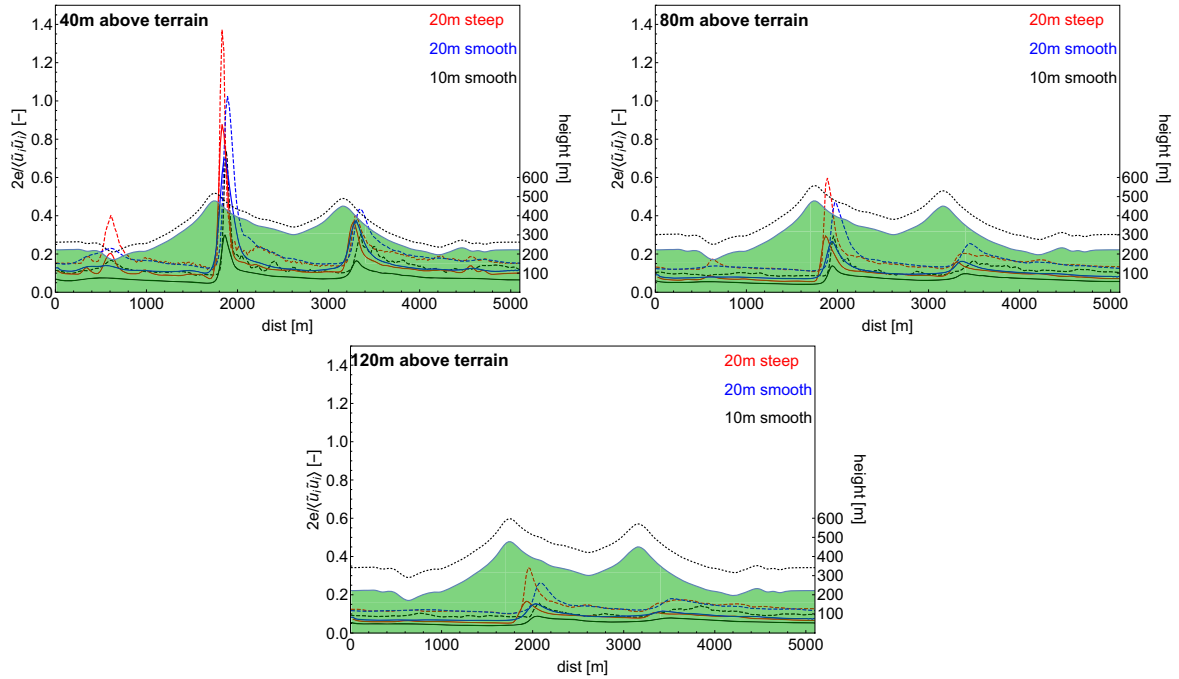 40m above terrain
20m steep
20m smooth
10m smooth
1.4
1.2
1.0
0.8
0.6
0.4
0.2
0.0
2e/⟨ũᵢũᵢ⟩ [–]
600
500
400
300
200
100
height [m]
0 1000 2000 3000 4000 5000
dist [m]
80m above terrain
20m steep
20m smooth
10m smooth
1.4
1.2
1.0
0.8
0.6
0.4
0.2
0.0
2e/⟨ũᵢũᵢ⟩ [–]
600
500
400
300
200
100
height [m]
0 1000 2000 3000 4000 5000
dist [m]
120m above terrain
20m steep
20m smooth
10m smooth
1.4
1.2
1.0
0.8
0.6
0.4
0.2
0.0
2e/⟨ũᵢũᵢ⟩ [–]
600
500
400
300
200
100
height [m]
0 1000 2000 3000 4000 5000
dist [m]